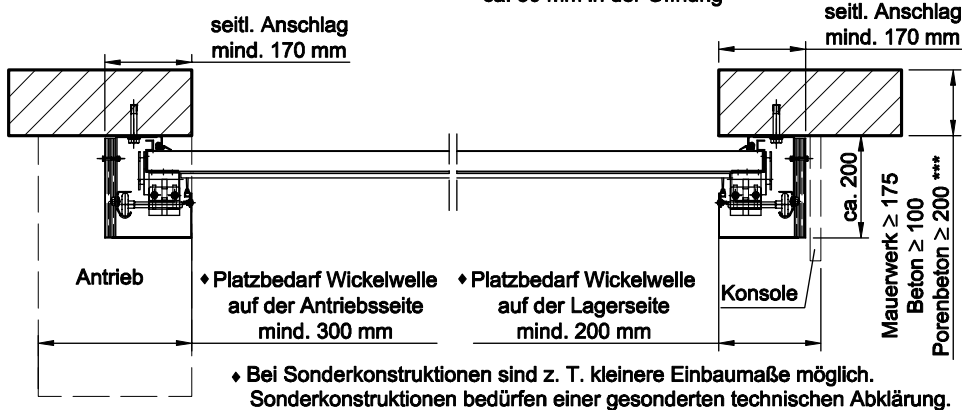 seitl. Anschlag
mind. 170 mm
seitl. Anschlag
mind. 170 mm
ca. 200
Mauerwerk ≥ 175
Beton ≥ 100
Porenbeton ≥ 200 ***
Antrieb
♦ Platzbedarf Wickelwelle
auf der Antriebsseite
mind. 300 mm
♦ Platzbedarf Wickelwelle
auf der Lagerseite
mind. 200 mm
Konsole
♦ Bei Sonderkonstruktionen sind z. T. kleinere Einbaumaße möglich.
Sonderkonstruktionen bedürfen einer gesonderten technischen Abklärung.